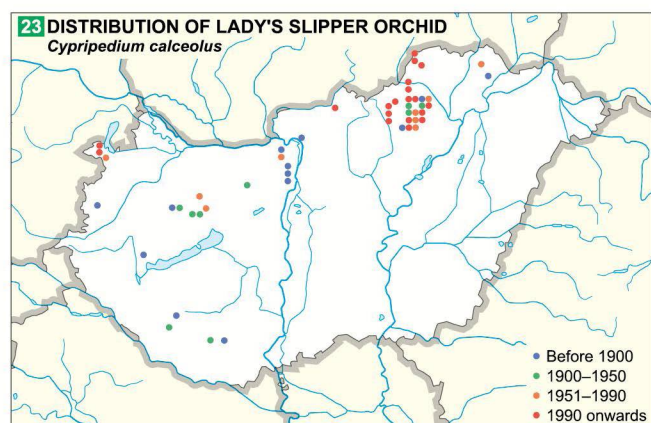 23 DISTRIBUTION OF LADY'S SLIPPER ORCHID
Cypripedium calceolus
Before 1900
1900–1950
1951–1990
1990 onwards